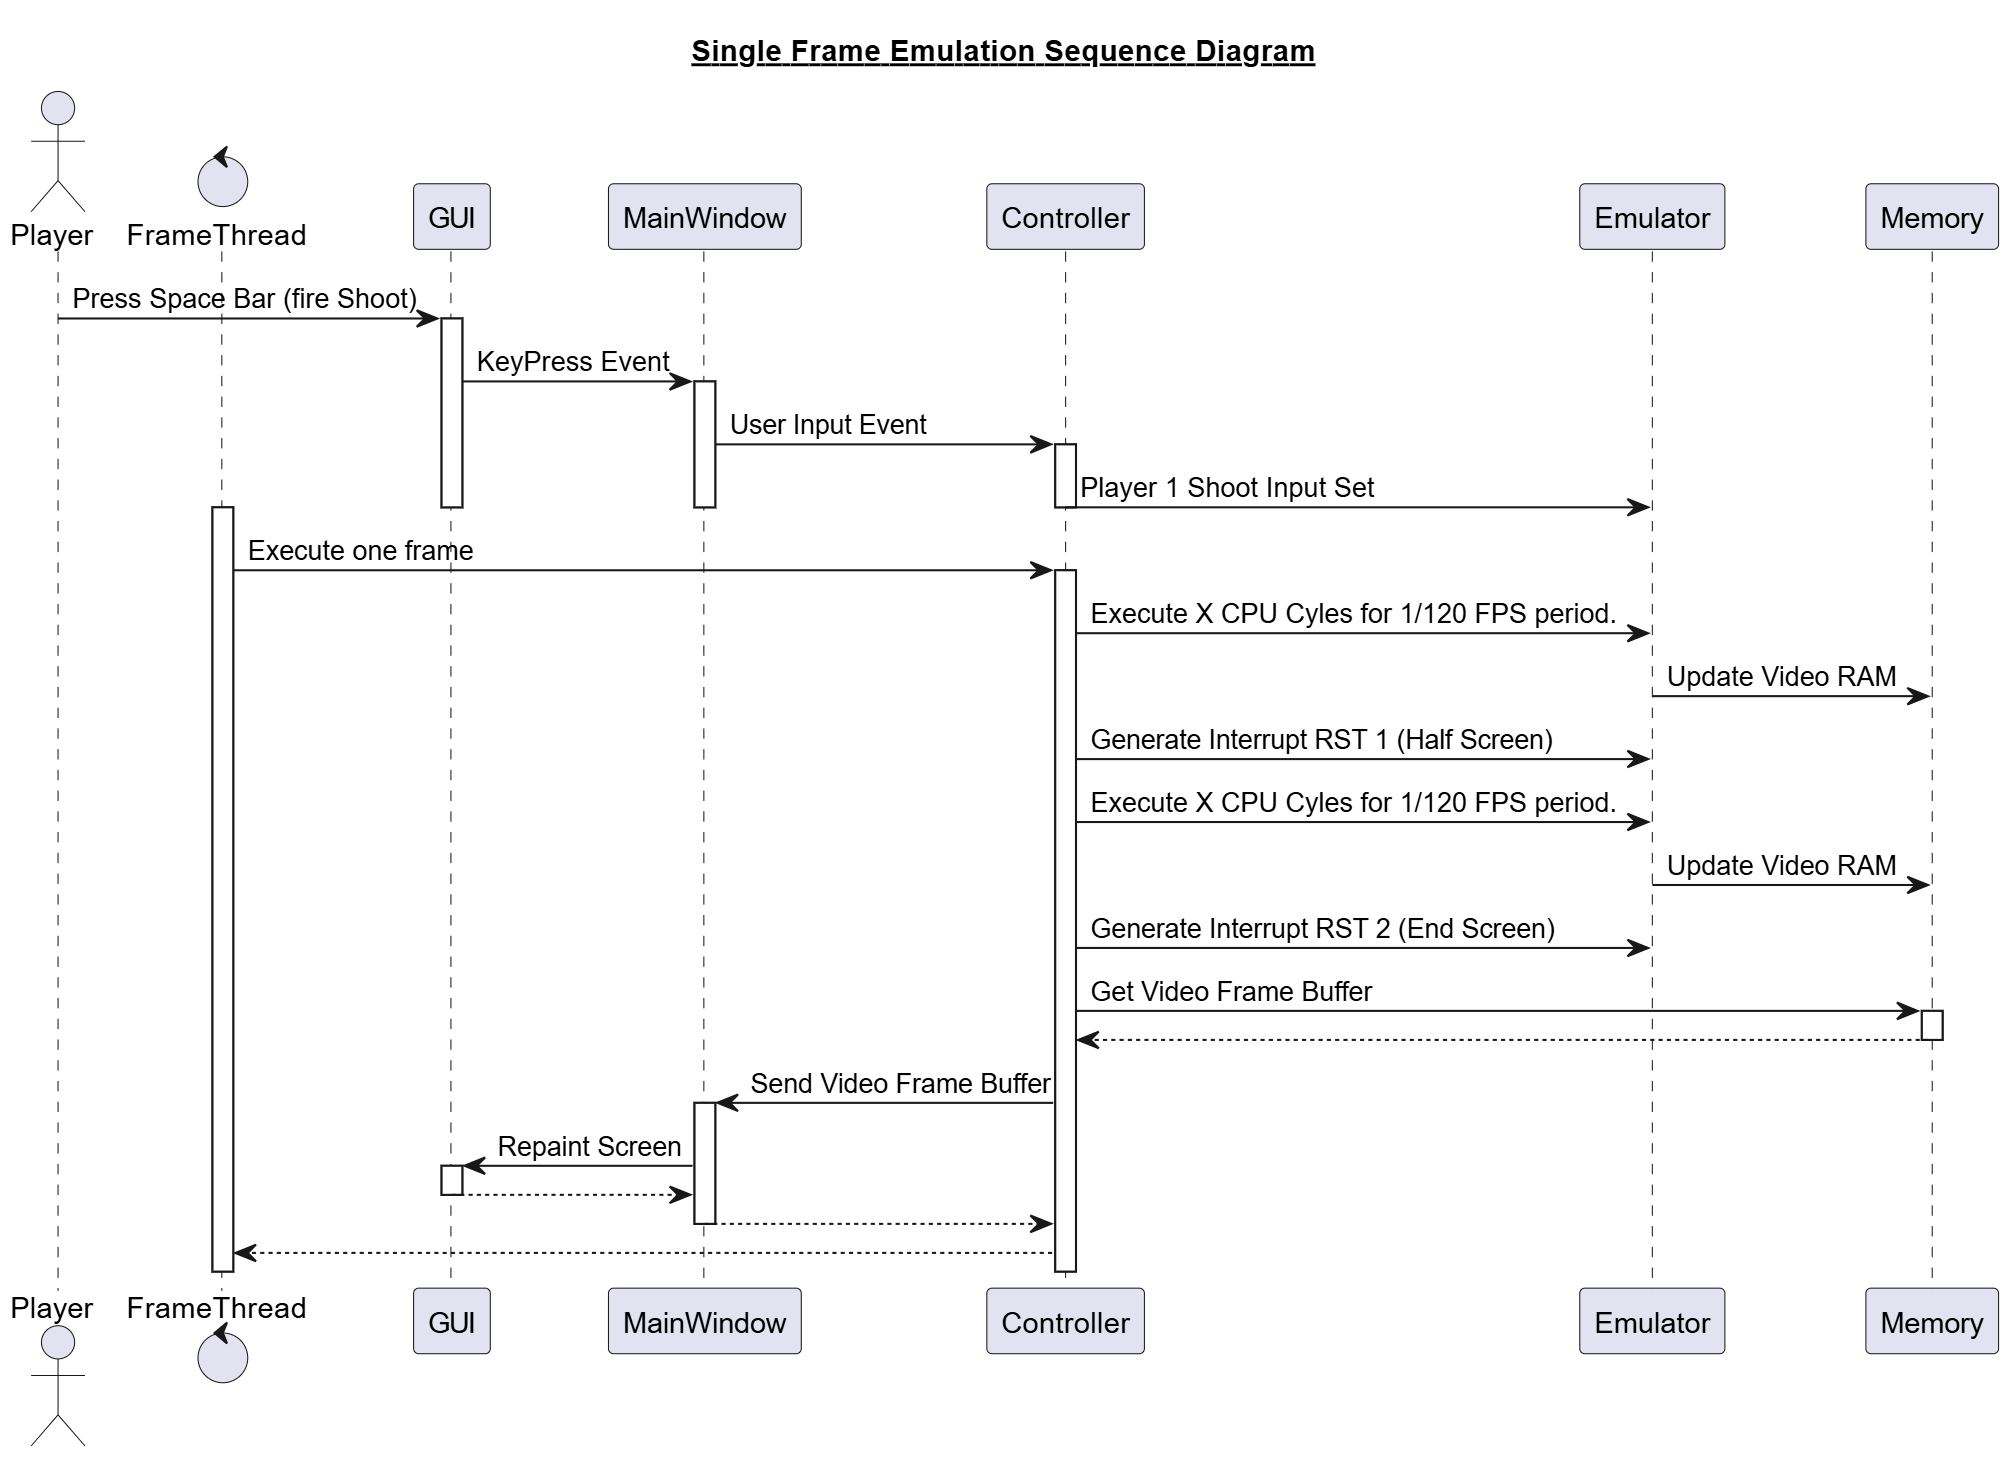 Single Frame Emulation Sequence Diagram
Player
FrameThread
GUI
MainWindow
Controller
Emulator
Memory
Press Space Bar (fire Shoot)
KeyPress Event
User Input Event
Player 1 Shoot Input Set
Execute one frame
Execute X CPU Cyles for 1/120 FPS period.
Update Video RAM
Generate Interrupt RST 1 (Half Screen)
Execute X CPU Cyles for 1/120 FPS period.
Update Video RAM
Generate Interrupt RST 2 (End Screen)
Get Video Frame Buffer
Send Video Frame Buffer
Repaint Screen
Player
FrameThread
GUI
MainWindow
Controller
Emulator
Memory